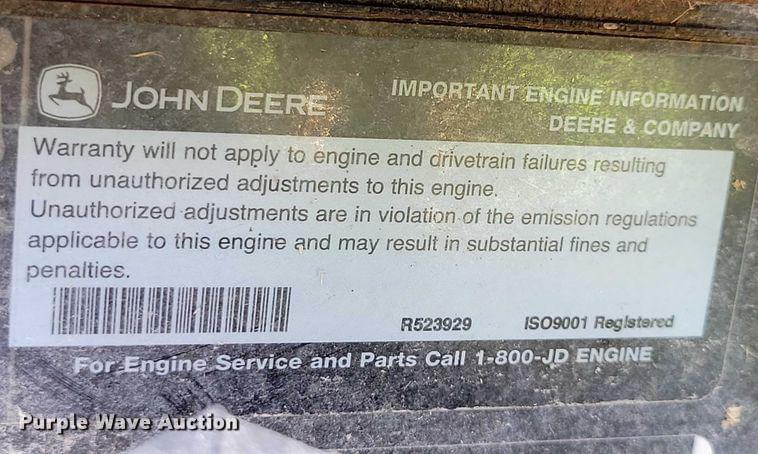 JOHN DEERE
IMPORTANT ENGINE INFORMATION
DEERE & COMPANY
Warranty will not apply to engine and drivetrain failures resulting
from unauthorized adjustments to this engine.
Unauthorized adjustments are in violation of the emission regulations
applicable to this engine and may result in substantial fines and
penalties.
R523929 ISO9001 Registered
For Engine Service and Parts Call 1-800-JD ENGINE
Purple Wave Auction